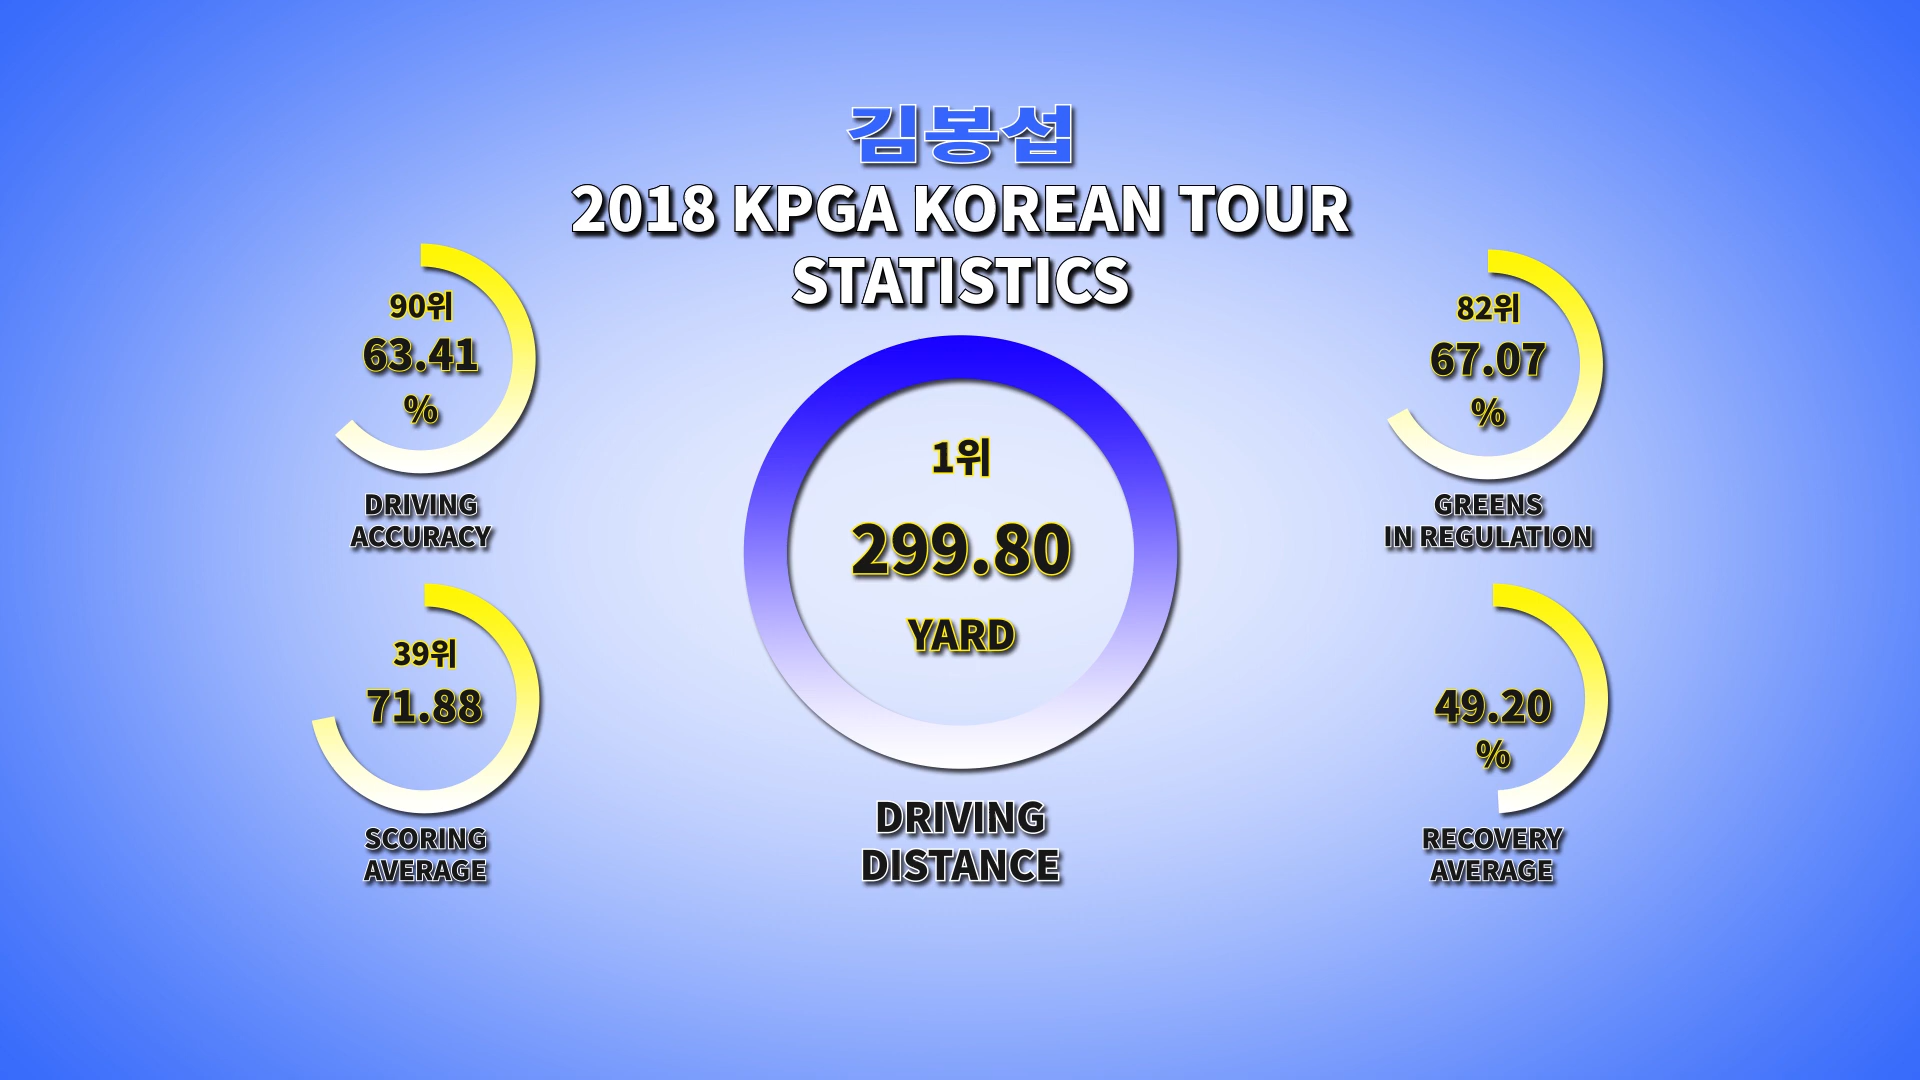 김봉섭
2018 KPGA KOREAN TOUR
STATISTICS
90위
63.41
%
DRIVING
ACCURACY
39위
71.88
SCORING
AVERAGE
1위
299.80
YARD
DRIVING
DISTANCE
82위
67.07
%
GREENS
IN REGULATION
49.20
%
RECOVERY
AVERAGE